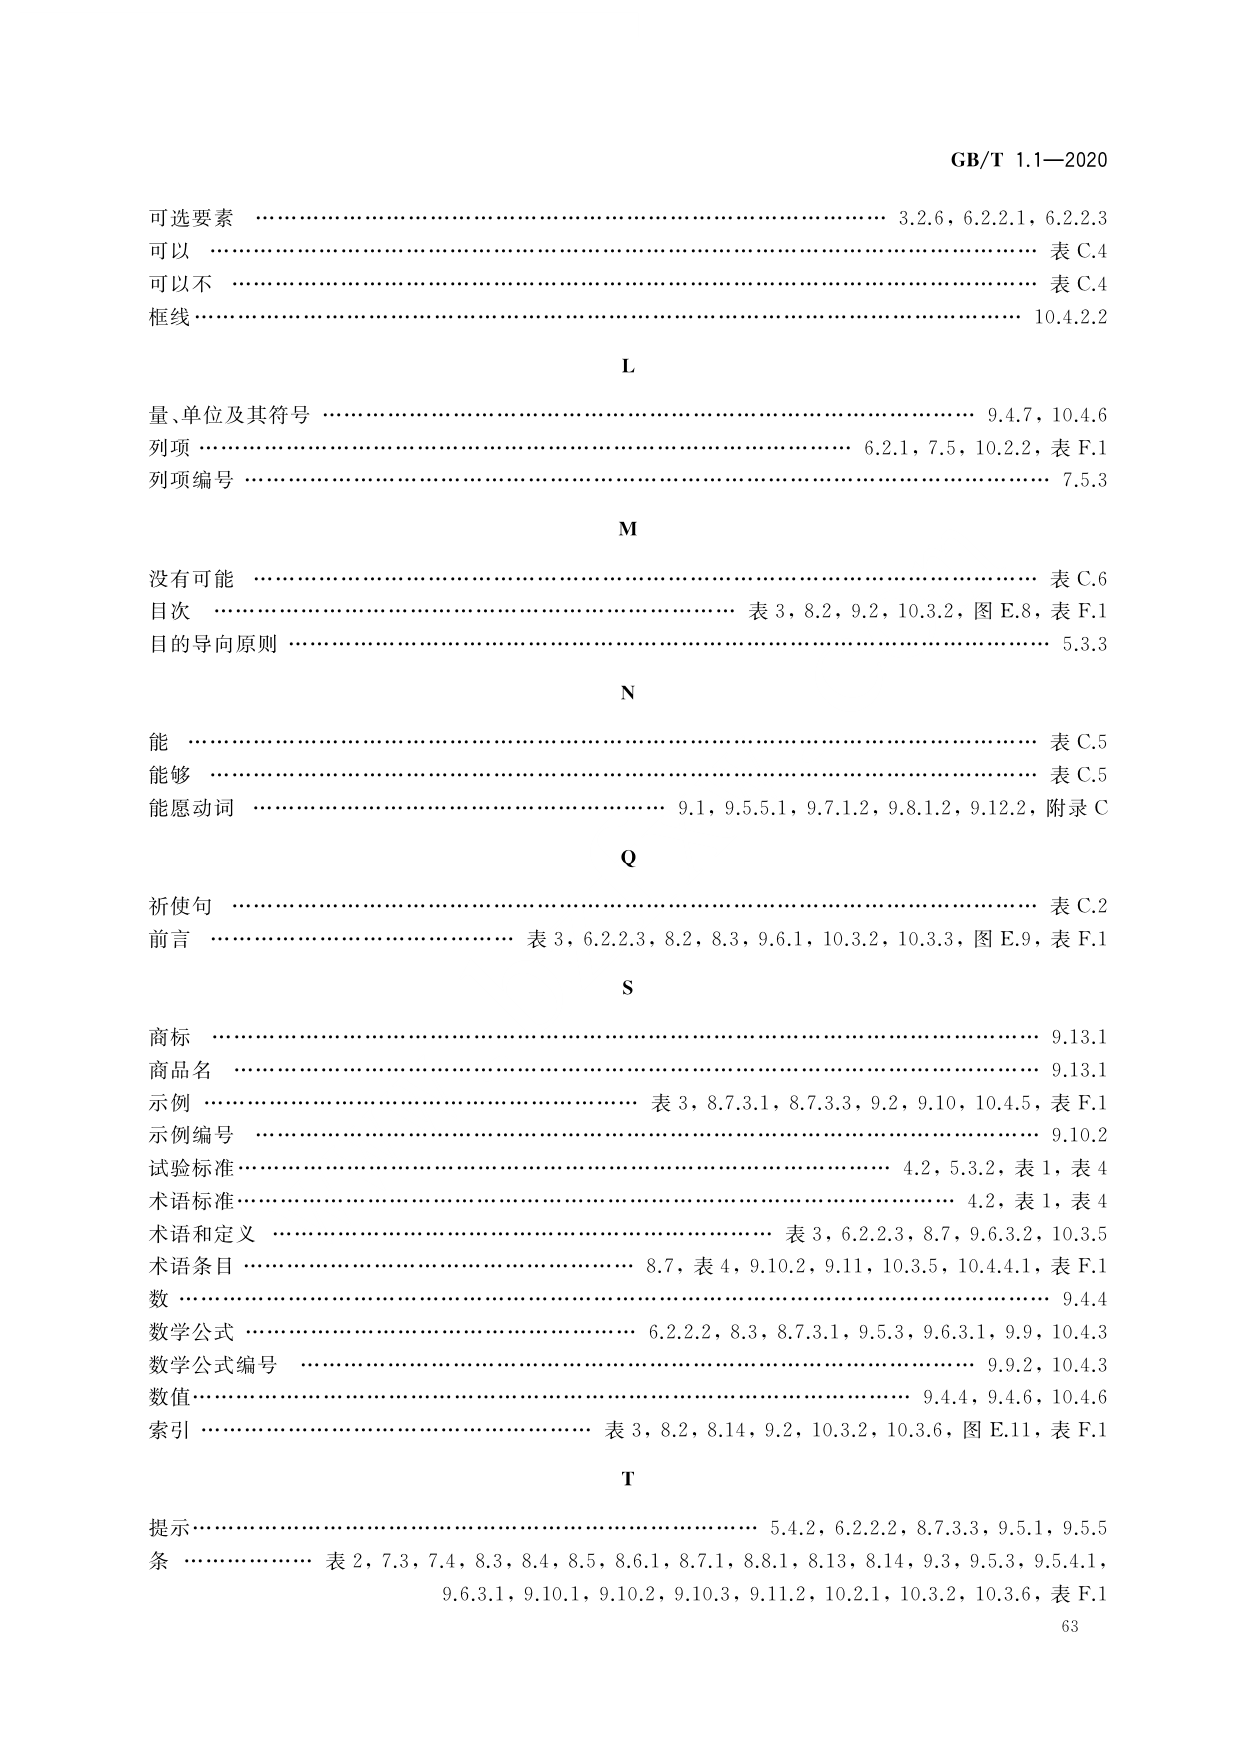 GB/T 1.1—2020
可选要素 …………………………………………………………………………… 3.2.6, 6.2.2.1, 6.2.2.3
可以 …………………………………………………………………………………………………… 表 C.4
可以不 ………………………………………………………………………………………………… 表 C.4
框线…………………………………………………………………………………………………… 10.4.2.2
L
量、单位及其符号 ……………………………………………………………………………… 9.4.7, 10.4.6
列项 ……………………………………………………………………………… 6.2.1, 7.5, 10.2.2, 表 F.1
列项编号 ………………………………………………………………………………………………… 7.5.3
M
没有可能 ……………………………………………………………………………………………… 表 C.6
目次 ……………………………………………………………… 表 3, 8.2, 9.2, 10.3.2, 图 E.8, 表 F.1
目的导向原则 …………………………………………………………………………………………… 5.3.3
N
能 ……………………………………………………………………………………………………… 表 C.5
能够 …………………………………………………………………………………………………… 表 C.5
能愿动词 ………………………………………………… 9.1, 9.5.5.1, 9.7.1.2, 9.8.1.2, 9.12.2, 附录 C
Q
祈使句 ………………………………………………………………………………………………… 表 C.2
前言 …………………………………… 表 3, 6.2.2.3, 8.2, 8.3, 9.6.1, 10.3.2, 10.3.3, 图 E.9, 表 F.1
S
商标 …………………………………………………………………………………………………… 9.13.1
商品名 ………………………………………………………………………………………………… 9.13.1
示例 …………………………………………………… 表 3, 8.7.3.1, 8.7.3.3, 9.2, 9.10, 10.4.5, 表 F.1
示例编号 ……………………………………………………………………………………………… 9.10.2
试验标准……………………………………………………………………………… 4.2, 5.3.2, 表 1, 表 4
术语标准……………………………………………………………………………………… 4.2, 表 1, 表 4
术语和定义 …………………………………………………………… 表 3, 6.2.2.3, 8.7, 9.6.3.2, 10.3.5
术语条目 ……………………………………………… 8.7, 表 4, 9.10.2, 9.11, 10.3.5, 10.4.4.1, 表 F.1
数 ………………………………………………………………………………………………………… 9.4.4
数学公式 ……………………………………………… 6.2.2.2, 8.3, 8.7.3.1, 9.5.3, 9.6.3.1, 9.9, 10.4.3
数学公式编号 ………………………………………………………………………………… 9.9.2, 10.4.3
数值……………………………………………………………………………………… 9.4.4, 9.4.6, 10.4.6
索引 ……………………………………………… 表 3, 8.2, 8.14, 9.2, 10.3.2, 10.3.6, 图 E.11, 表 F.1
T
提示…………………………………………………………………… 5.4.2, 6.2.2.2, 8.7.3.3, 9.5.1, 9.5.5
条 ……………… 表 2, 7.3, 7.4, 8.3, 8.4, 8.5, 8.6.1, 8.7.1, 8.8.1, 8.13, 8.14, 9.3, 9.5.3, 9.5.4.1,
9.6.3.1, 9.10.1, 9.10.2, 9.10.3, 9.11.2, 10.2.1, 10.3.2, 10.3.6, 表 F.1
63